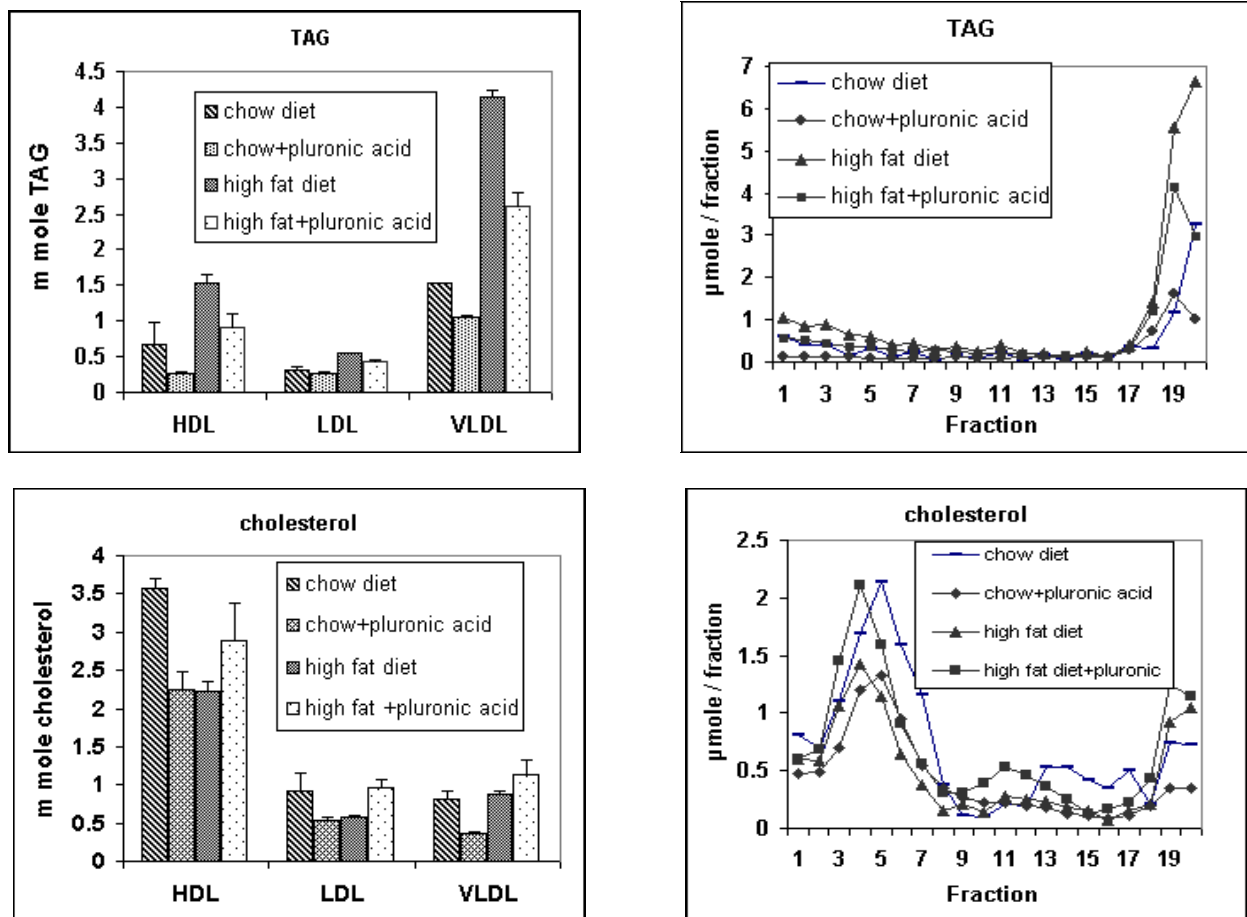 TAG
m mole TAG
4.5
4
3.5
3
2.5
2
1.5
1
0.5
0
chow diet
chow+pluronic acid
high fat diet
high fat+pluronic acid
HDL LDL VLDL
TAG
µmole / fraction
7
6
5
4
3
2
1
0
chow diet
chow+pluronic acid
high fat diet
high fat+pluronic acid
1 3 5 7 9 11 13 15 17 19
Fraction
cholesterol
m mole cholesterol
4
3.5
3
2.5
2
1.5
1
0.5
0
chow diet
chow+pluronic acid
high fat diet
high fat +pluronic acid
HDL LDL VLDL
cholesterol
µmole / fraction
2.5
2
1.5
1
0.5
0
chow diet
chow+pluronic acid
high fat diet
high fat diet+pluronic
1 3 5 7 9 11 13 15 17 19
Fraction